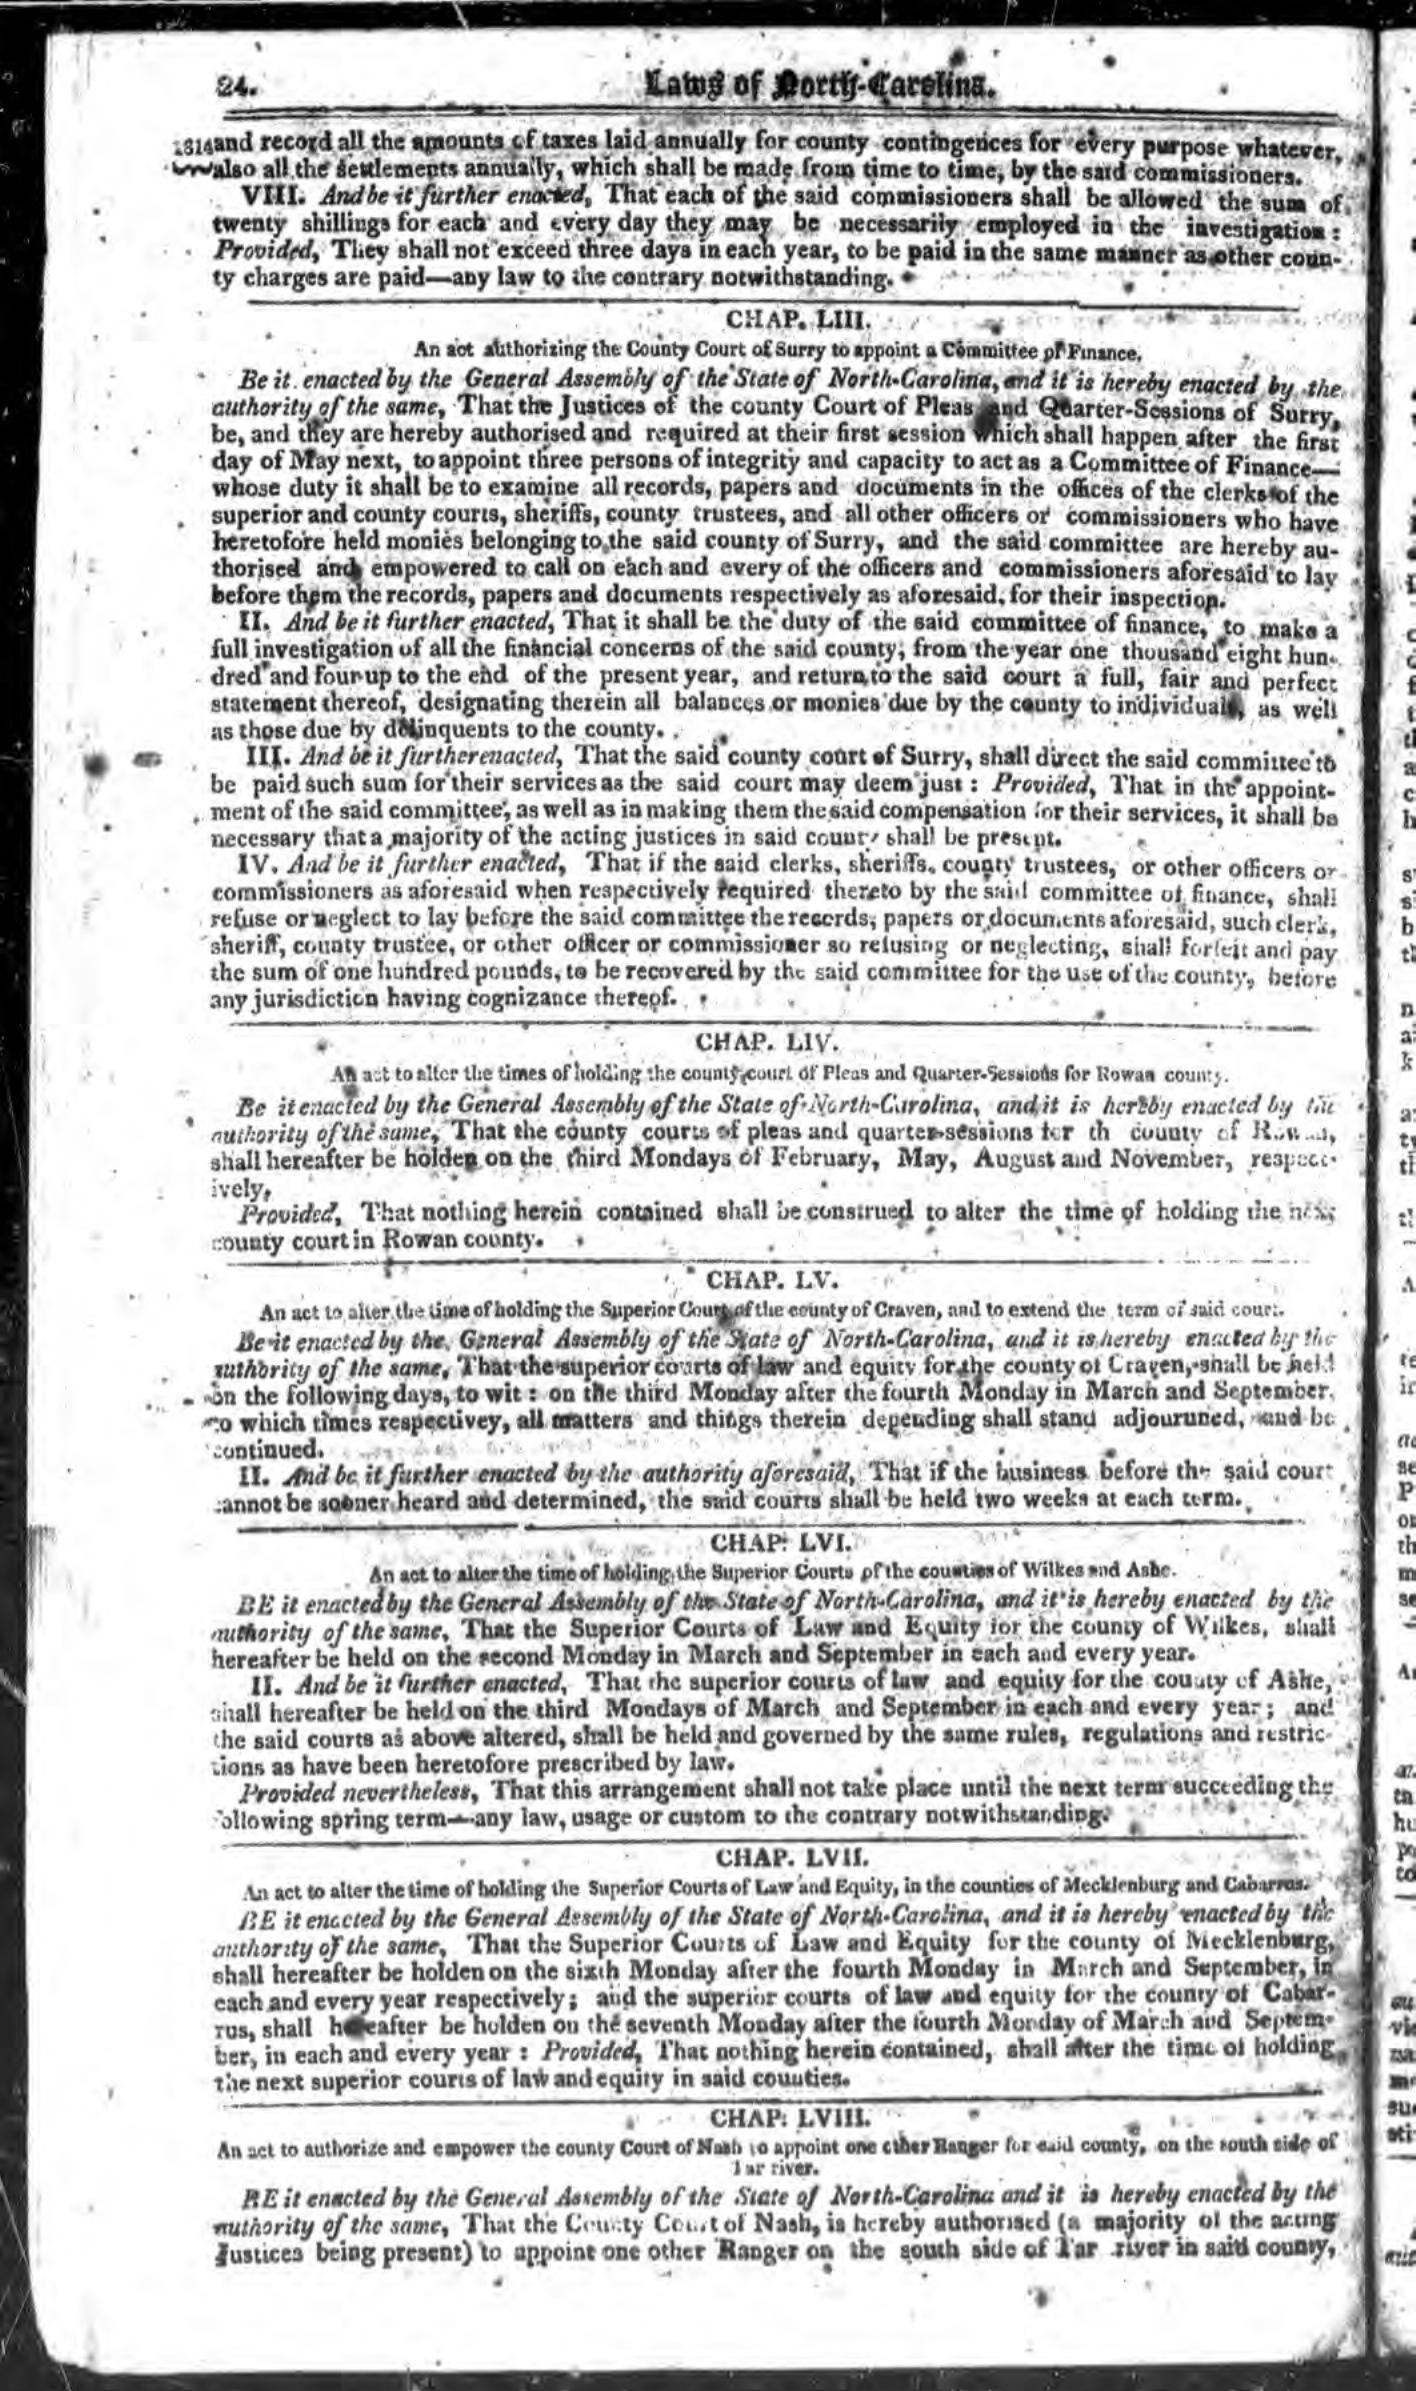 24. Laws of North-Carolina.
1814 and record all the amounts of taxes laid annually for county contingences for every purpose whatever,
also all the settlements annually, which shall be made from time to time, by the said commissioners.
VIII. And be it further enacted, That each of the said commissioners shall be allowed the sum of
twenty shillings for each and every day they may be necessarily employed in the investigation:
Provided, They shall not exceed three days in each year, to be paid in the same manner as other coun-
ty charges are paid—any law to the contrary notwithstanding.
CHAP. LIII.
An act authorizing the County Court of Surry to appoint a Committee of Finance.
Be it enacted by the General Assembly of the State of North-Carolina, and it is hereby enacted by the
authority of the same, That the Justices of the county Court of Pleas and Quarter-Sessions of Surry,
be, and they are hereby authorised and required at their first session which shall happen after the first
day of May next, to appoint three persons of integrity and capacity to act as a Committee of Finance—
whose duty it shall be to examine all records, papers and documents in the offices of the clerks of the
superior and county courts, sheriffs, county trustees, and all other officers or commissioners who have
heretofore held monies belonging to the said county of Surry, and the said committee are hereby au-
thorised and empowered to call on each and every of the officers and commissioners aforesaid to lay
before them the records, papers and documents respectively as aforesaid, for their inspection.
II. And be it further enacted, That it shall be the duty of the said committee of finance, to make a
full investigation of all the financial concerns of the said county, from the year one thousand eight hun-
dred and four up to the end of the present year, and return to the said court a full, fair and perfect
statement thereof, designating therein all balances or monies due by the county to individuals, as well
as those due by delinquents to the county.
III. And be it further enacted, That the said county court of Surry, shall direct the said committee to
be paid such sum for their services as the said court may deem just: Provided, That in the appoint-
ment of the said committee, as well as in making them the said compensation for their services, it shall be
necessary that a majority of the acting justices in said county shall be present.
IV. And be it further enacted, That if the said clerks, sheriffs, county trustees, or other officers or
commissioners as aforesaid when respectively required thereto by the said committee of finance, shall
refuse or neglect to lay before the said committee the records, papers or documents aforesaid, such clerk,
sheriff, county trustee, or other officer or commissioner so refusing or neglecting, shall forfeit and pay
the sum of one hundred pounds, to be recovered by the said committee for the use of the county, before
any jurisdiction having cognizance thereof.
CHAP. LIV.
An act to alter the times of holding the county court of Pleas and Quarter-Sessions for Rowan county.
Be it enacted by the General Assembly of the State of North-Carolina, and it is hereby enacted by the
authority of the same, That the county courts of pleas and quarter-sessions for th county of Rowan,
shall hereafter be holden on the third Mondays of February, May, August and November, respect-
ively,
Provided, That nothing herein contained shall be construed to alter the time of holding the next
county court in Rowan county.
CHAP. LV.
An act to alter the time of holding the Superior Court of the county of Craven, and to extend the term of said court.
Be it enacted by the General Assembly of the State of North-Carolina, and it is hereby enacted by the
authority of the same, That the superior courts of law and equity for the county of Craven, shall be held
on the following days, to wit: on the third Monday after the fourth Monday in March and September,
to which times respectivey, all matters and things therein depending shall stand adjouruned, and be
continued.
II. And be it further enacted by the authority aforesaid, That if the business before the said court
cannot be sooner heard and determined, the said courts shall be held two weeks at each term.
CHAP. LVI.
An act to alter the time of holding the Superior Courts of the counties of Wilkes and Ashe.
BE it enacted by the General Assembly of the State of North-Carolina, and it is hereby enacted by the
authority of the same, That the Superior Courts of Law and Equity for the county of Wilkes, shall
hereafter be held on the second Monday in March and September in each and every year.
II. And be it further enacted, That the superior courts of law and equity for the county of Ashe,
shall hereafter be held on the third Mondays of March and September in each and every year; and
the said courts as above altered, shall be held and governed by the same rules, regulations and restric-
tions as have been heretofore prescribed by law.
Provided nevertheless, That this arrangement shall not take place until the next term succeeding the
following spring term—any law, usage or custom to the contrary notwithstanding.
CHAP. LVII.
An act to alter the time of holding the Superior Courts of Law and Equity, in the counties of Mecklenburg and Cabarrus.
BE it enacted by the General Assembly of the State of North-Carolina, and it is hereby enacted by the
authority of the same, That the Superior Courts of Law and Equity for the county of Mecklenburg,
shall hereafter be holden on the sixth Monday after the fourth Monday in March and September, in
each and every year respectively; and the superior courts of law and equity for the county of Cabar-
rus, shall hereafter be holden on the seventh Monday after the fourth Monday of March and Septem-
ber, in each and every year: Provided, That nothing herein contained, shall alter the time of holding
the next superior courts of law and equity in said counties.
CHAP. LVIII.
An act to authorize and empower the county Court of Nash to appoint one other Ranger for said county, on the south side of
Tar river.
BE it enacted by the General Assembly of the State of North-Carolina and it is hereby enacted by the
authority of the same, That the County Court of Nash, is hereby authorised (a majority of the acting
Justices being present) to appoint one other Ranger on the south side of Tar river in said county,